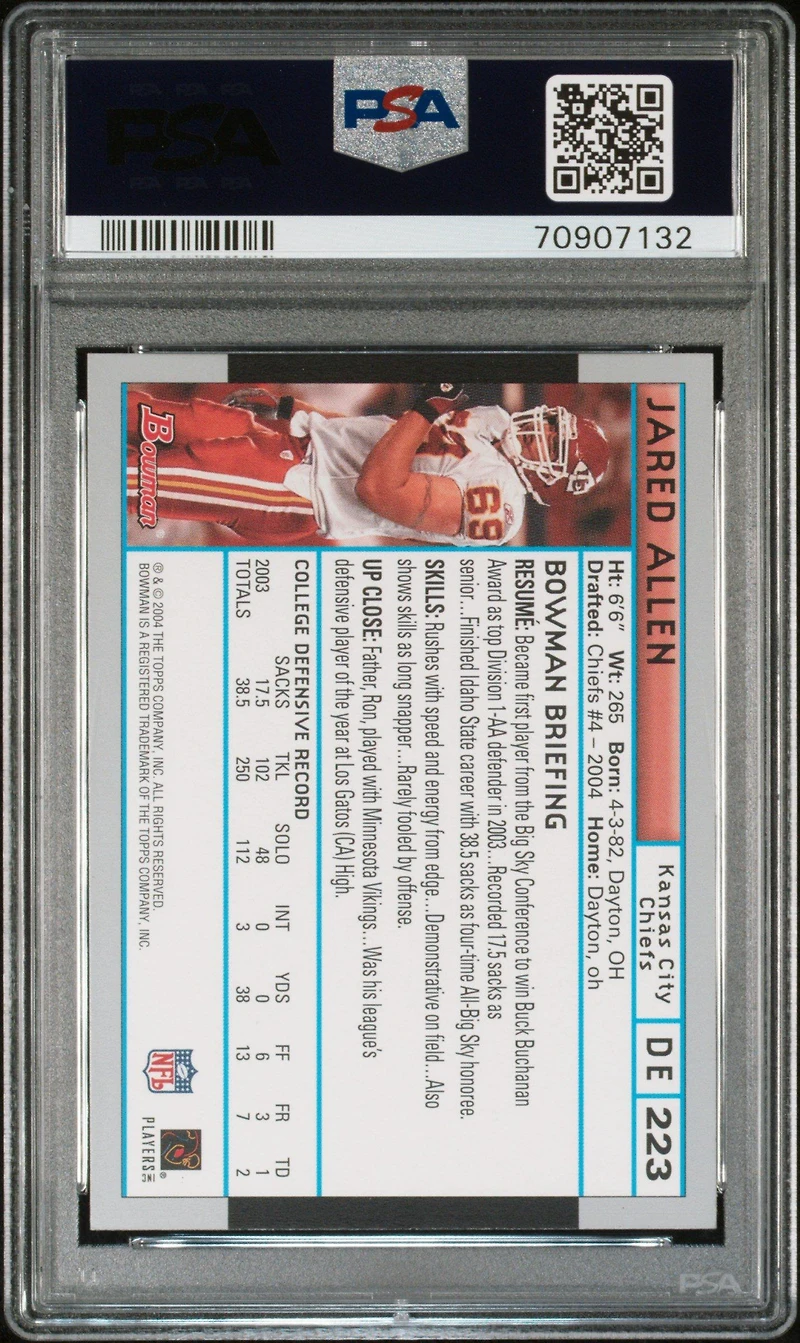 PSA
PSA
70907132
JARED ALLEN
Kansas City
Chiefs
DE
223
Ht: 6'6" Wt: 265 Born: 4-3-82, Dayton, OH
Drafted: Chiefs #4 – 2004 Home: Dayton, oh
BOWMAN BRIEFING
RESUMÉ: Became first player from the Big Sky Conference to win Buck Buchanan
Award as top Division 1-AA defender in 2003...Recorded 17.5 sacks as
senior...Finished Idaho State career with 38.5 sacks as four-time All-Big Sky honoree.
SKILLS: Rushes with speed and energy from edge...Demonstrative on field...Also
shows skills as long snapper...Rarely fooled by offense.
UP CLOSE: Father, Ron, played with Minnesota Vikings...Was his league's
defensive player of the year at Los Gatos (CA) High.
COLLEGE DEFENSIVE RECORD
SACKS TKL SOLO INT YDS FF FR TD
2003 17.5 102 48 0 0 6 3 1
TOTALS 38.5 250 112 3 38 13 7 2
® & © 2004 THE TOPPS COMPANY, INC. ALL RIGHTS RESERVED.
BOWMAN IS A REGISTERED TRADEMARK OF THE TOPPS COMPANY, INC.
Bowman
69
NFL
PLAYERS INC
PSA